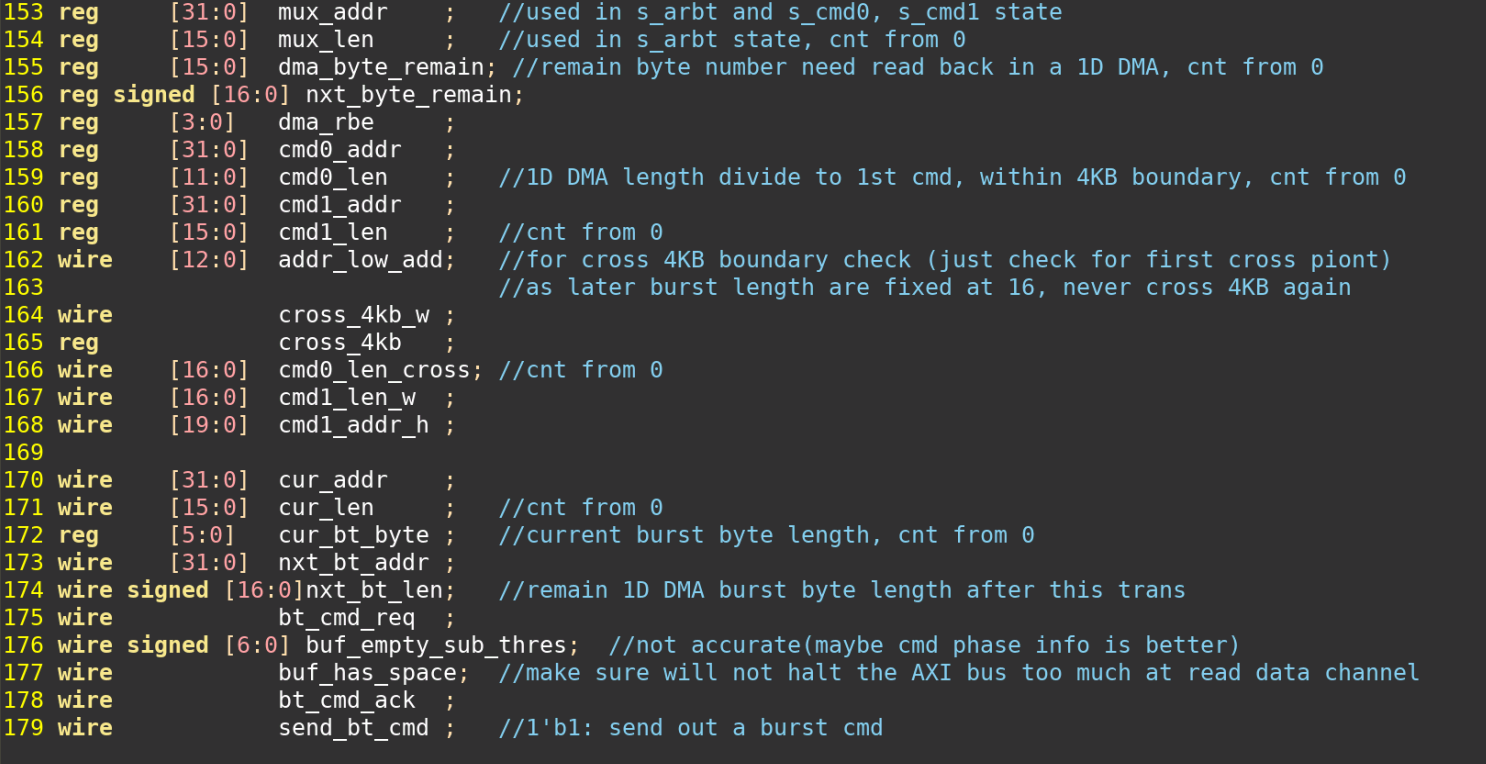 153 reg     [31:0]  mux_addr    ;   //used in s_arbt and s_cmd0, s_cmd1 state
154 reg     [15:0]  mux_len     ;   //used in s_arbt state, cnt from 0
155 reg     [15:0]  dma_byte_remain; //remain byte number need read back in a 1D DMA, cnt from 0
156 reg signed [16:0] nxt_byte_remain;
157 reg     [3:0]   dma_rbe     ;
158 reg     [31:0]  cmd0_addr   ;
159 reg     [11:0]  cmd0_len    ;   //1D DMA length divide to 1st cmd, within 4KB boundary, cnt from 0
160 reg     [31:0]  cmd1_addr   ;
161 reg     [15:0]  cmd1_len    ;   //cnt from 0
162 wire    [12:0]  addr_low_add;   //for cross 4KB boundary check (just check for first cross piont)
163                                 //as later burst length are fixed at 16, never cross 4KB again
164 wire            cross_4kb_w ;
165 reg             cross_4kb   ;
166 wire    [16:0]  cmd0_len_cross; //cnt from 0
167 wire    [16:0]  cmd1_len_w  ;
168 wire    [19:0]  cmd1_addr_h ;
169
170 wire    [31:0]  cur_addr    ;
171 wire    [15:0]  cur_len     ;   //cnt from 0
172 reg     [5:0]   cur_bt_byte ;   //current burst byte length, cnt from 0
173 wire    [31:0]  nxt_bt_addr ;
174 wire signed [16:0]nxt_bt_len;   //remain 1D DMA burst byte length after this trans
175 wire            bt_cmd_req  ;
176 wire signed [6:0] buf_empty_sub_thres;  //not accurate(maybe cmd phase info is better)
177 wire            buf_has_space;  //make sure will not halt the AXI bus too much at read data channel
178 wire            bt_cmd_ack  ;
179 wire            send_bt_cmd ;   //1'b1: send out a burst cmd